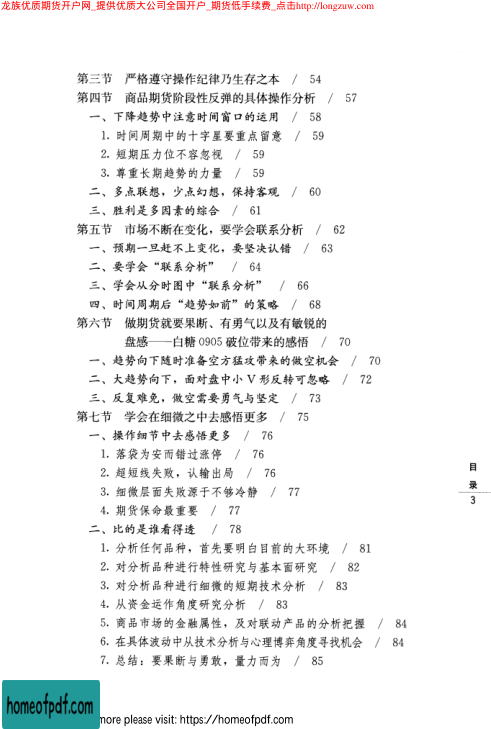 龙族优质期货开户网_提供优质大公司全国开户_期货低手续费_点击http://longzuw.com
第三节 严格遵守操作纪律乃生存之本 / 54
第四节 商品期货阶段性反弹的具体操作分析 / 57
一、下降趋势中注意时间窗口的运用 / 58
1. 时间周期中的十字星要重点留意 / 59
2. 短期压力位不容忽视 / 59
3. 尊重长期趋势的力量 / 59
二、多点联想，少点幻想，保持客观 / 60
三、胜利是多因素的综合 / 61
第五节 市场不断在变化，要学会联系分析 / 62
一、预期一旦赶不上变化，要坚决认错 / 63
二、要学会“联系分析” / 64
三、学会从分时图中“联系分析” / 66
四、时间周期后“趋势如前”的策略 / 68
第六节 做期货就要果断、有勇气以及有敏锐的
盘感——白糖 0905 破位带来的感悟 / 70
一、趋势向下随时准备空方猛攻带来的做空机会 / 70
二、大趋势向下，面对盘中小 V 形反转可忽略 / 72
三、反复难免，做空需要勇气与坚定 / 73
第七节 学会在细微之中去感悟更多 / 75
一、操作细节中去感悟更多 / 76
1. 落袋为安而错过涨停 / 76
2. 超短线失败，认输出局 / 76
3. 细微层面失败源于不够冷静 / 77
4. 期货保命最重要 / 77
二、比的是谁看得透 / 78
1. 分析任何品种，首先要明白目前的大环境 / 81
2. 对分析品种进行特性研究与基本面研究 / 82
3. 对分析品种进行细微的短期技术分析 / 83
4. 从资金运作角度研究分析 / 83
5. 商品市场的金融属性，及对联动产品的分析把握 / 84
6. 在具体波动中从技术分析与心理博弈角度寻找机会 / 84
7. 总结：要果断与勇敢，量力而为 / 85
目
录
3
homeofpdf.com
more please visit: https://homeofpdf.com